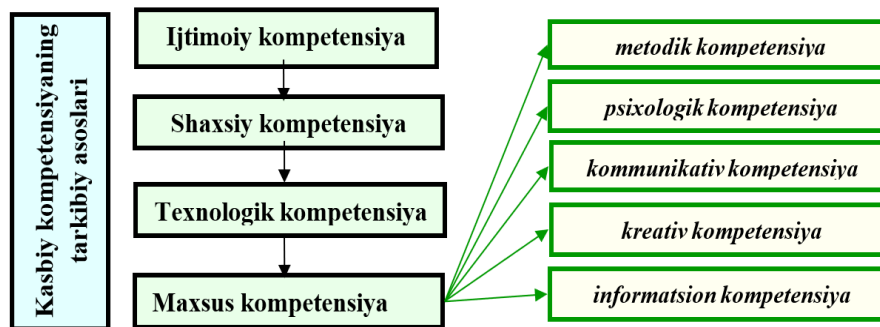 Kasbiy kompetensiyaning
tarkibiy asoslari
Ijtimoiy kompetensiya
Shaxsiy kompetensiya
Texnologik kompetensiya
Maxsus kompetensiya
metodik kompetensiya
psixologik kompetensiya
kommunikativ kompetensiya
kreativ kompetensiya
informatsion kompetensiya